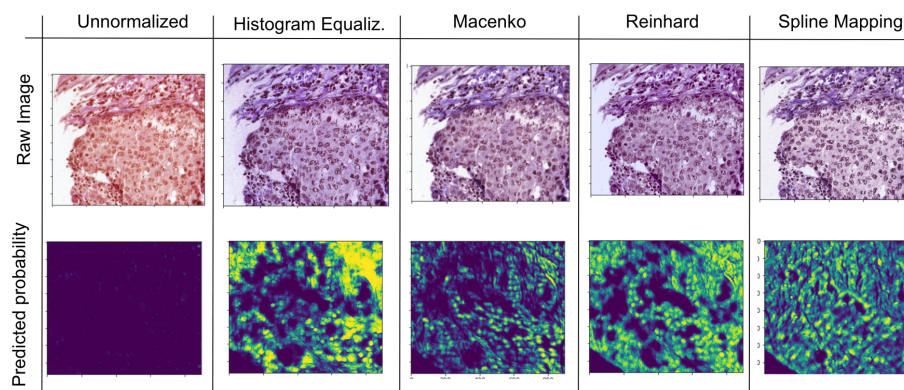 Unnormalized Histogram Equaliz. Macenko Reinhard Spline Mapping
Raw Image
Predicted probability